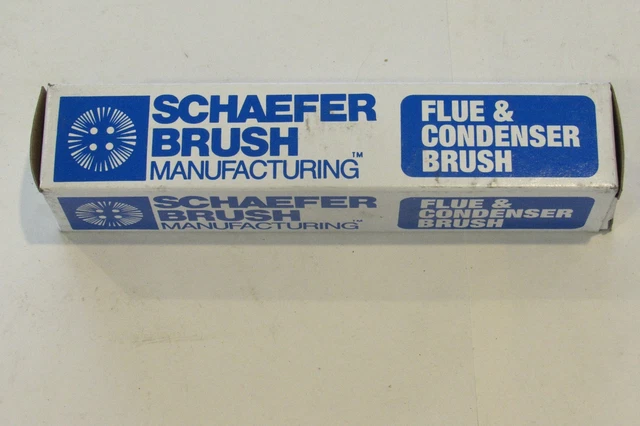 SCHAEFER
BRUSH
MANUFACTURING™
FLUE &
CONDENSER
BRUSH
SCHAEFER
BRUSH
MANUFACTURING™
FLUE &
CONDENSER
BRUSH